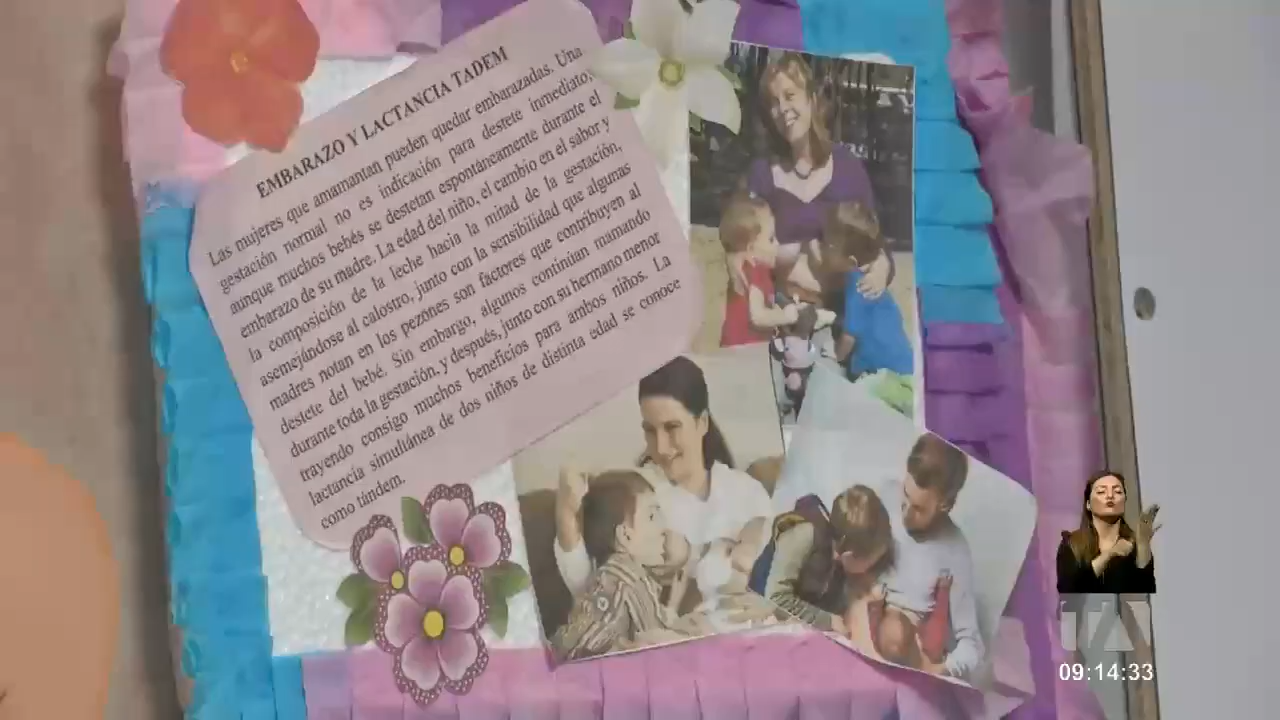 EMBARAZO Y LACTANCIA TADEM
Las mujeres que amamantan pueden quedar embarazadas. Una
gestación normal no es indicación para destete inmediato,
aunque muchos bebés se destetan espontáneamente durante el
embarazo de su madre. La edad del niño, el cambio en el sabor y
la composición de la leche hacia la mitad de la gestación,
asemejándose al calostro, junto con la sensibilidad que algunas
madres notan en los pezones son factores que contribuyen al
destete del bebé. Sin embargo, algunos continúan mamando
durante toda la gestación. y después, junto con su hermano menor
trayendo consigo muchos beneficios para ambos niños. La
lactancia simultánea de dos niños de distinta edad se conoce
como tándem.
09:14:33